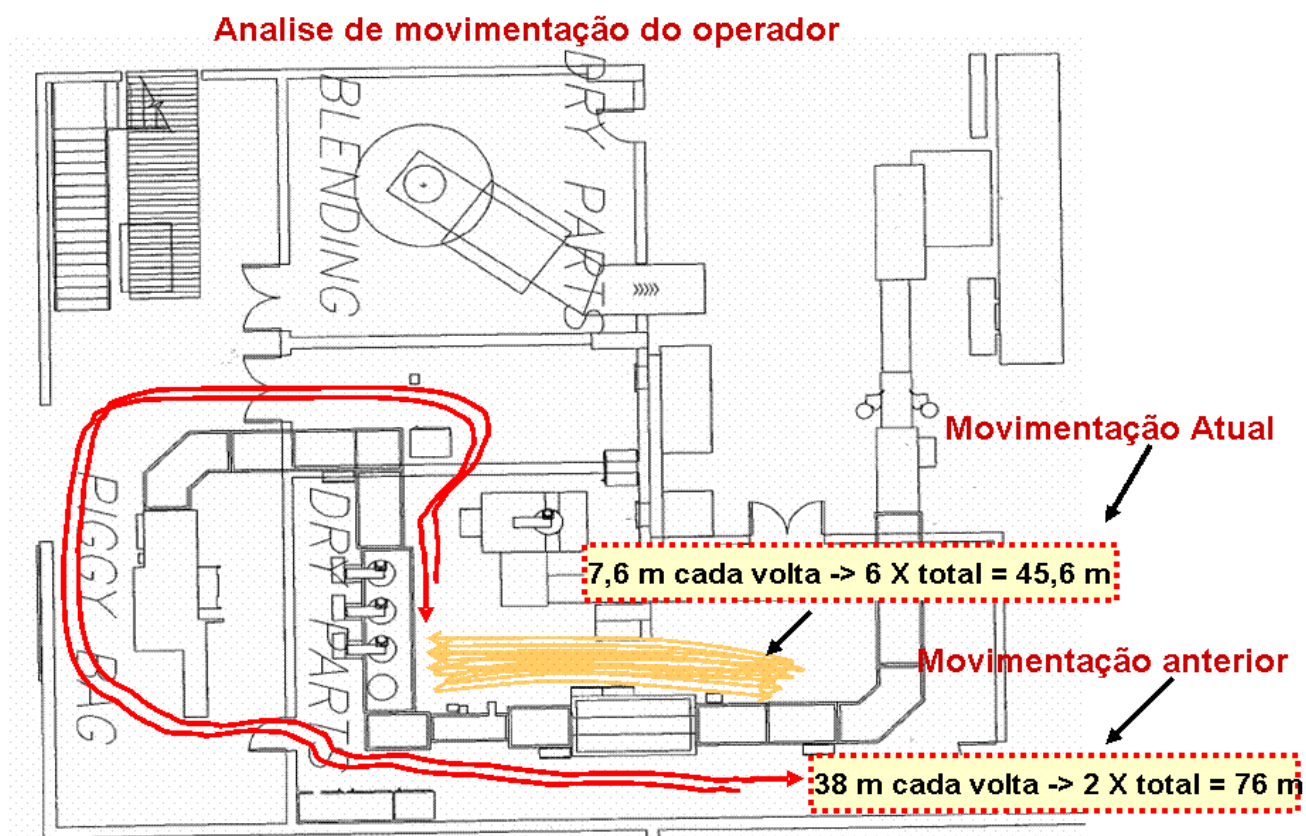 Analise de movimentação do operador
BLENDING
DRY PARTS
Movimentação Atual
PIGGY BAG
DRY PARTS
7,6 m cada volta -> 6 X total = 45,6 m
Movimentação anterior
38 m cada volta -> 2 X total = 76 m